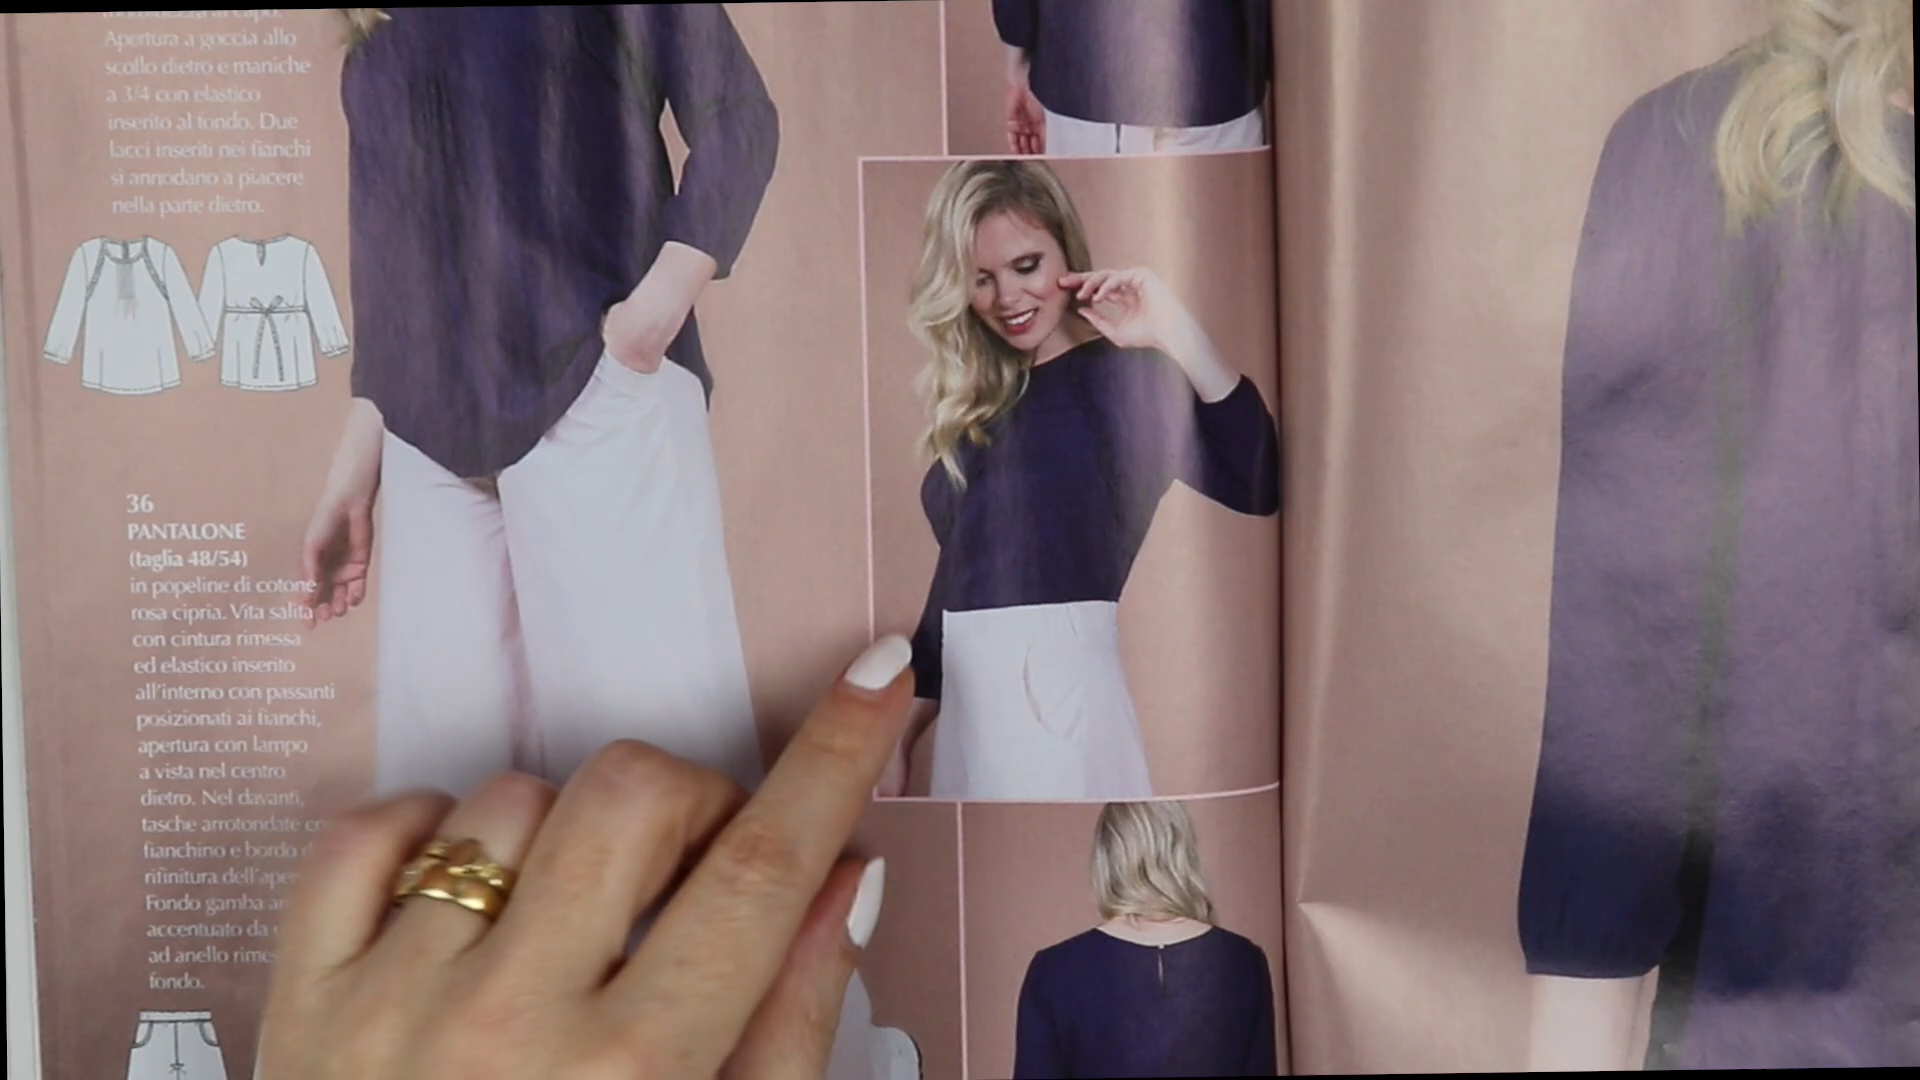 Apertura a goccia allo
scollo dietro e maniche
a 3/4 con elastico
inserito al fondo. Due
lacci inseriti nei fianchi
si annodano a piacere
nella parte dietro.
36
PANTALONE
(taglia 48/54)
in popeline di cotone
rosa cipria. Vita salita
con cintura rimessa
ed elastico inserito
all'interno con passanti
posizionati ai fianchi,
apertura con lampo
a vista nel centro
dietro. Nel davanti,
tasche arrotondate
fianchino e bordo
rifinitura
Fondo gamba
accentuato da
ad anello
fondo.